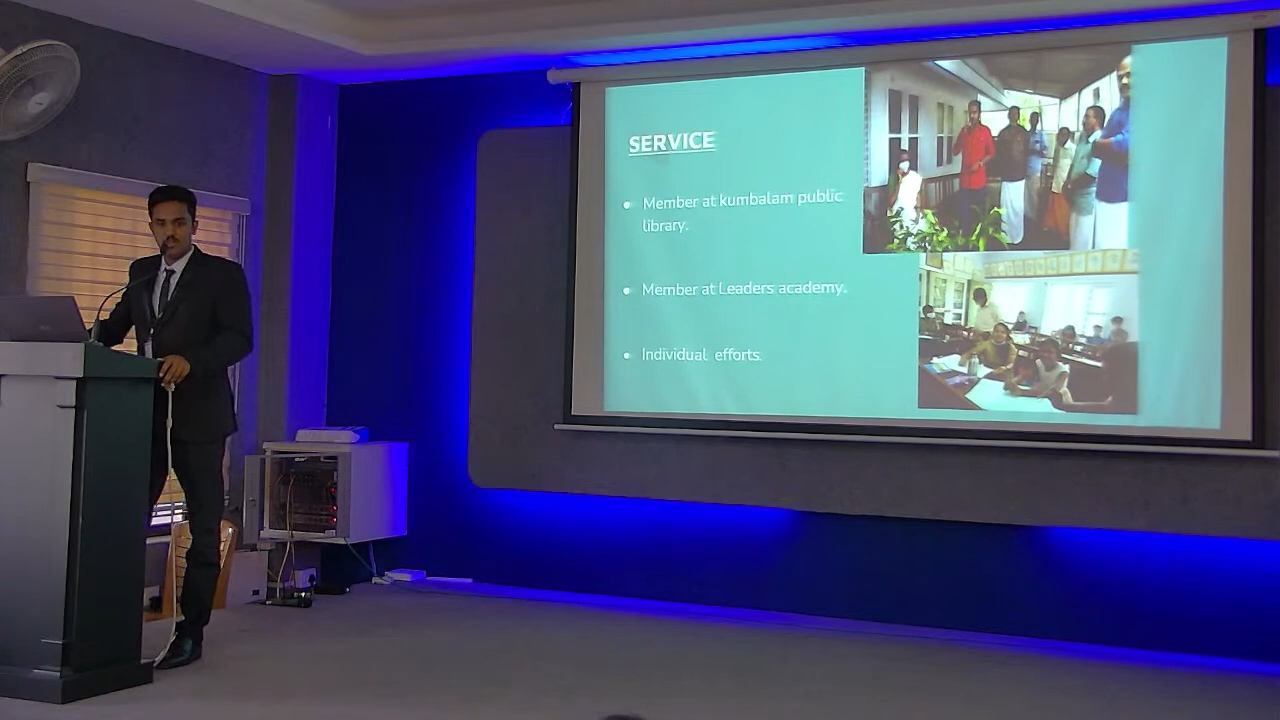 SERVICE
Member at kumbalam public
library.
Member at Leaders academy.
Individual efforts.